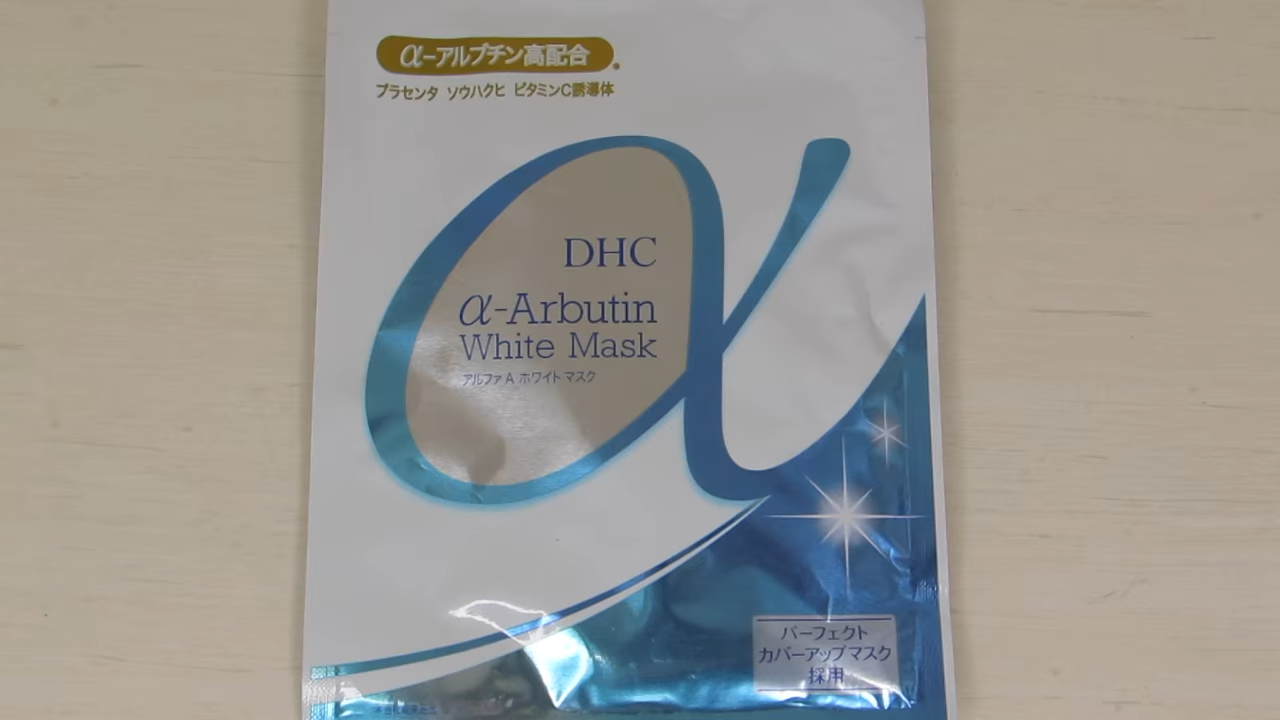 α-アルブチン高配合
プラセンタ ソウハクヒ ビタミンC誘導体
DHC
α-Arbutin
White Mask
アルファA ホワイトマスク
パーフェクト
カバーアップマスク
採用